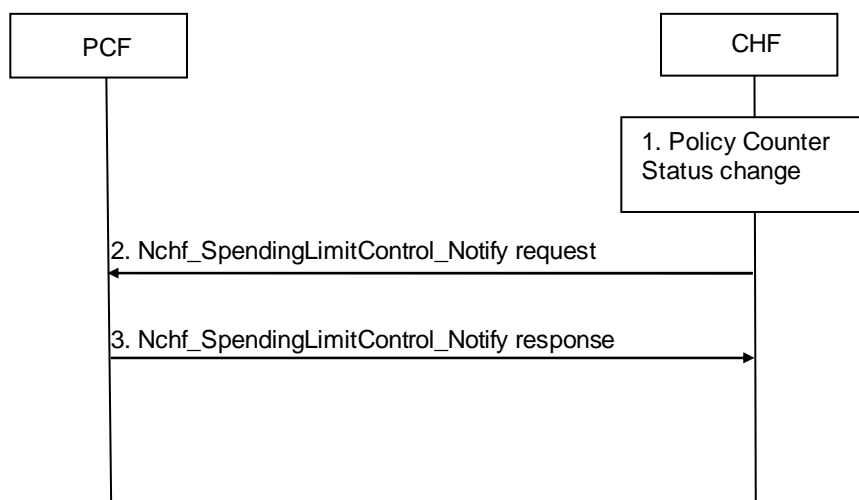 PCF
CHF
1. Policy Counter
Status change
2. Nchf_SpendingLimitControl_Notify request
3. Nchf_SpendingLimitControl_Notify response